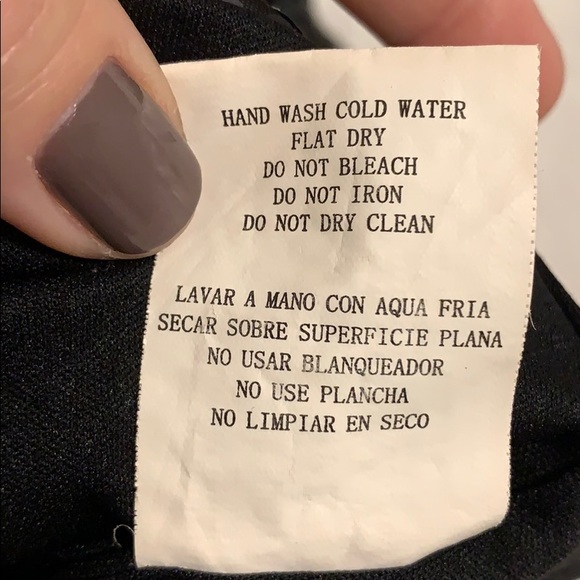 HAND WASH COLD WATER
FLAT DRY
DO NOT BLEACH
DO NOT IRON
DO NOT DRY CLEAN
LAVAR A MANO CON AQUA FRIA
SECAR SOBRE SUPERFICIE PLANA
NO USAR BLANQUEADOR
NO USE PLANCHA
NO LIMPIAR EN SECO